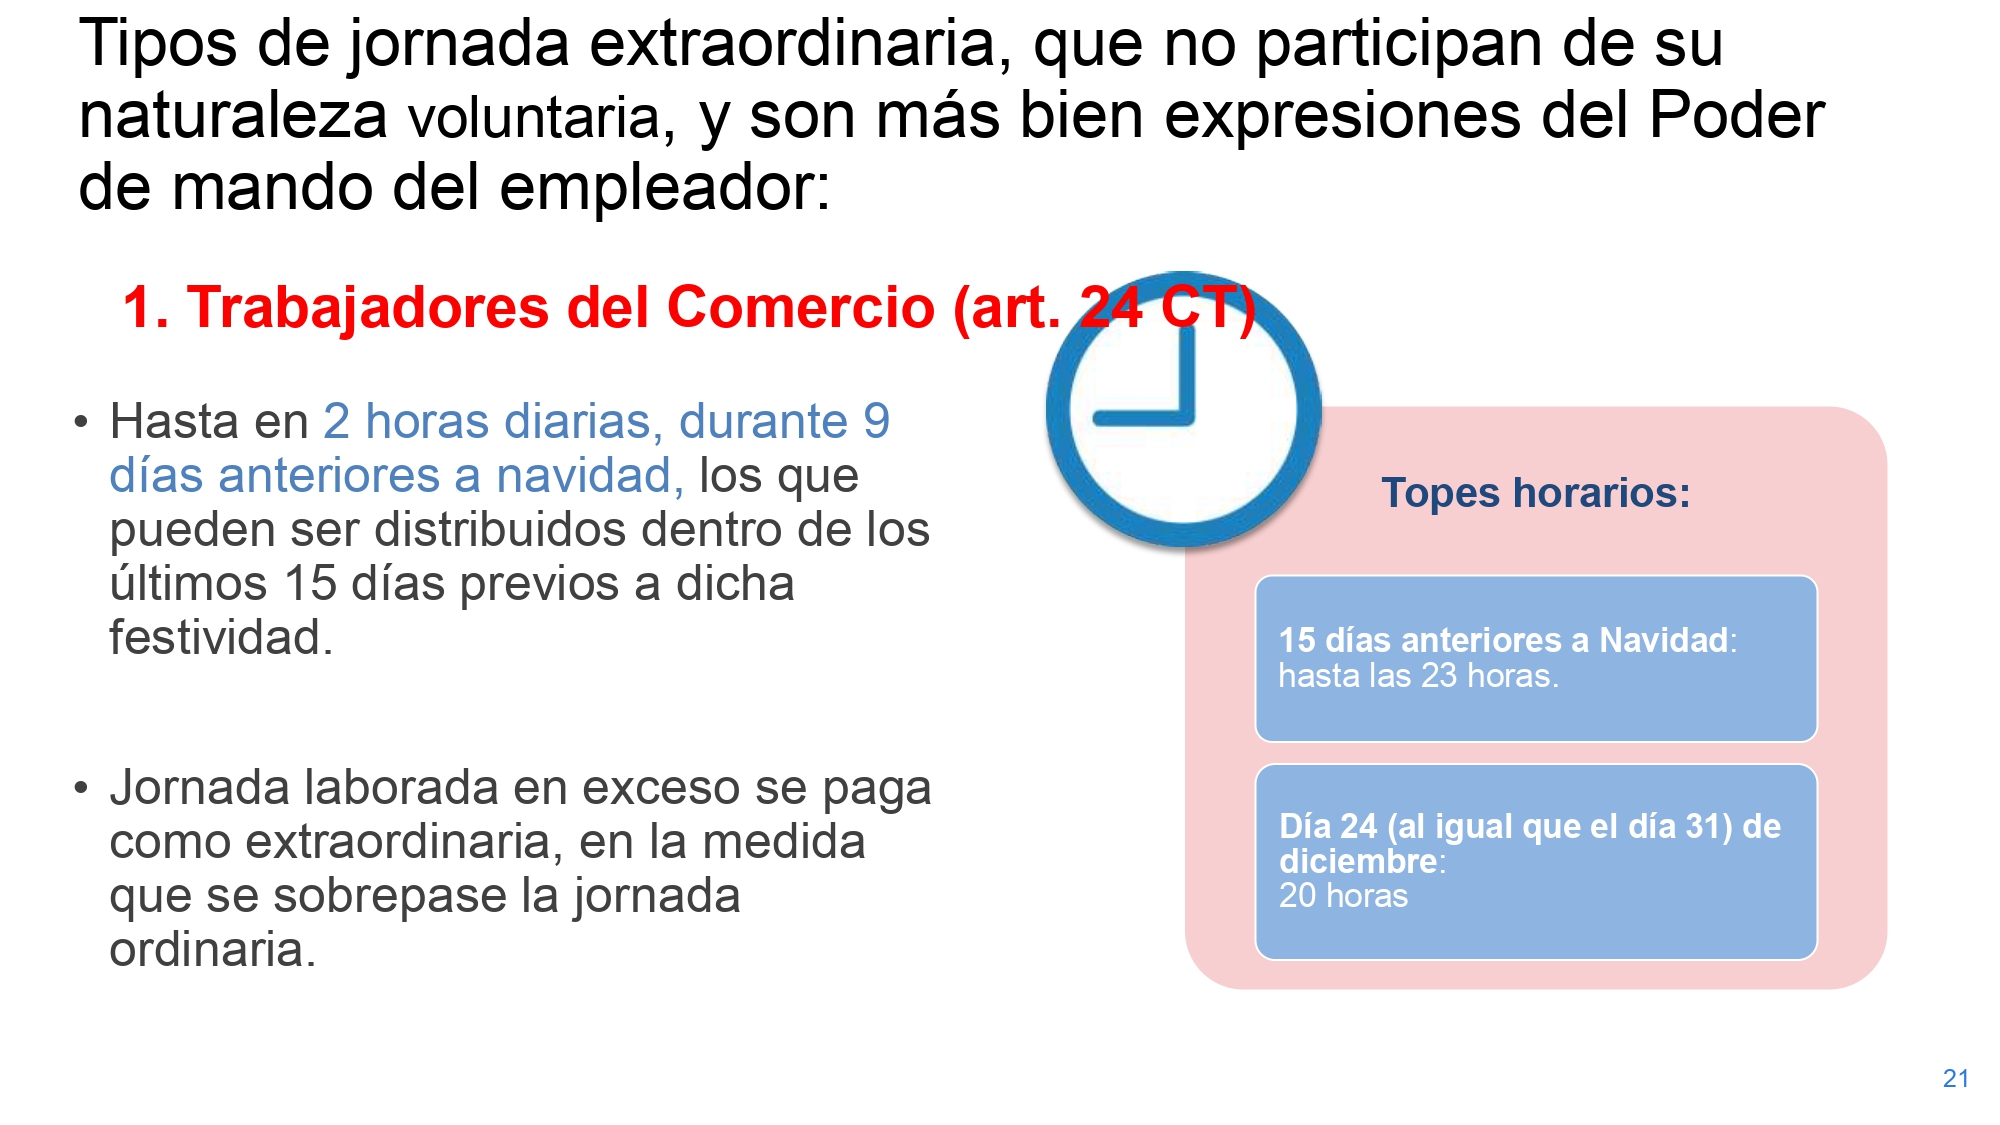 Tipos de jornada extraordinaria, que no participan de su
naturaleza voluntaria, y son más bien expresiones del Poder
de mando del empleador:
1. Trabajadores del Comercio (art. 24 CT)
• Hasta en 2 horas diarias, durante 9
días anteriores a navidad, los que
pueden ser distribuidos dentro de los
últimos 15 días previos a dicha
festividad.
• Jornada laborada en exceso se paga
como extraordinaria, en la medida
que se sobrepase la jornada
ordinaria.
Topes horarios:
15 días anteriores a Navidad:
hasta las 23 horas.
Día 24 (al igual que el día 31) de
diciembre:
20 horas
21